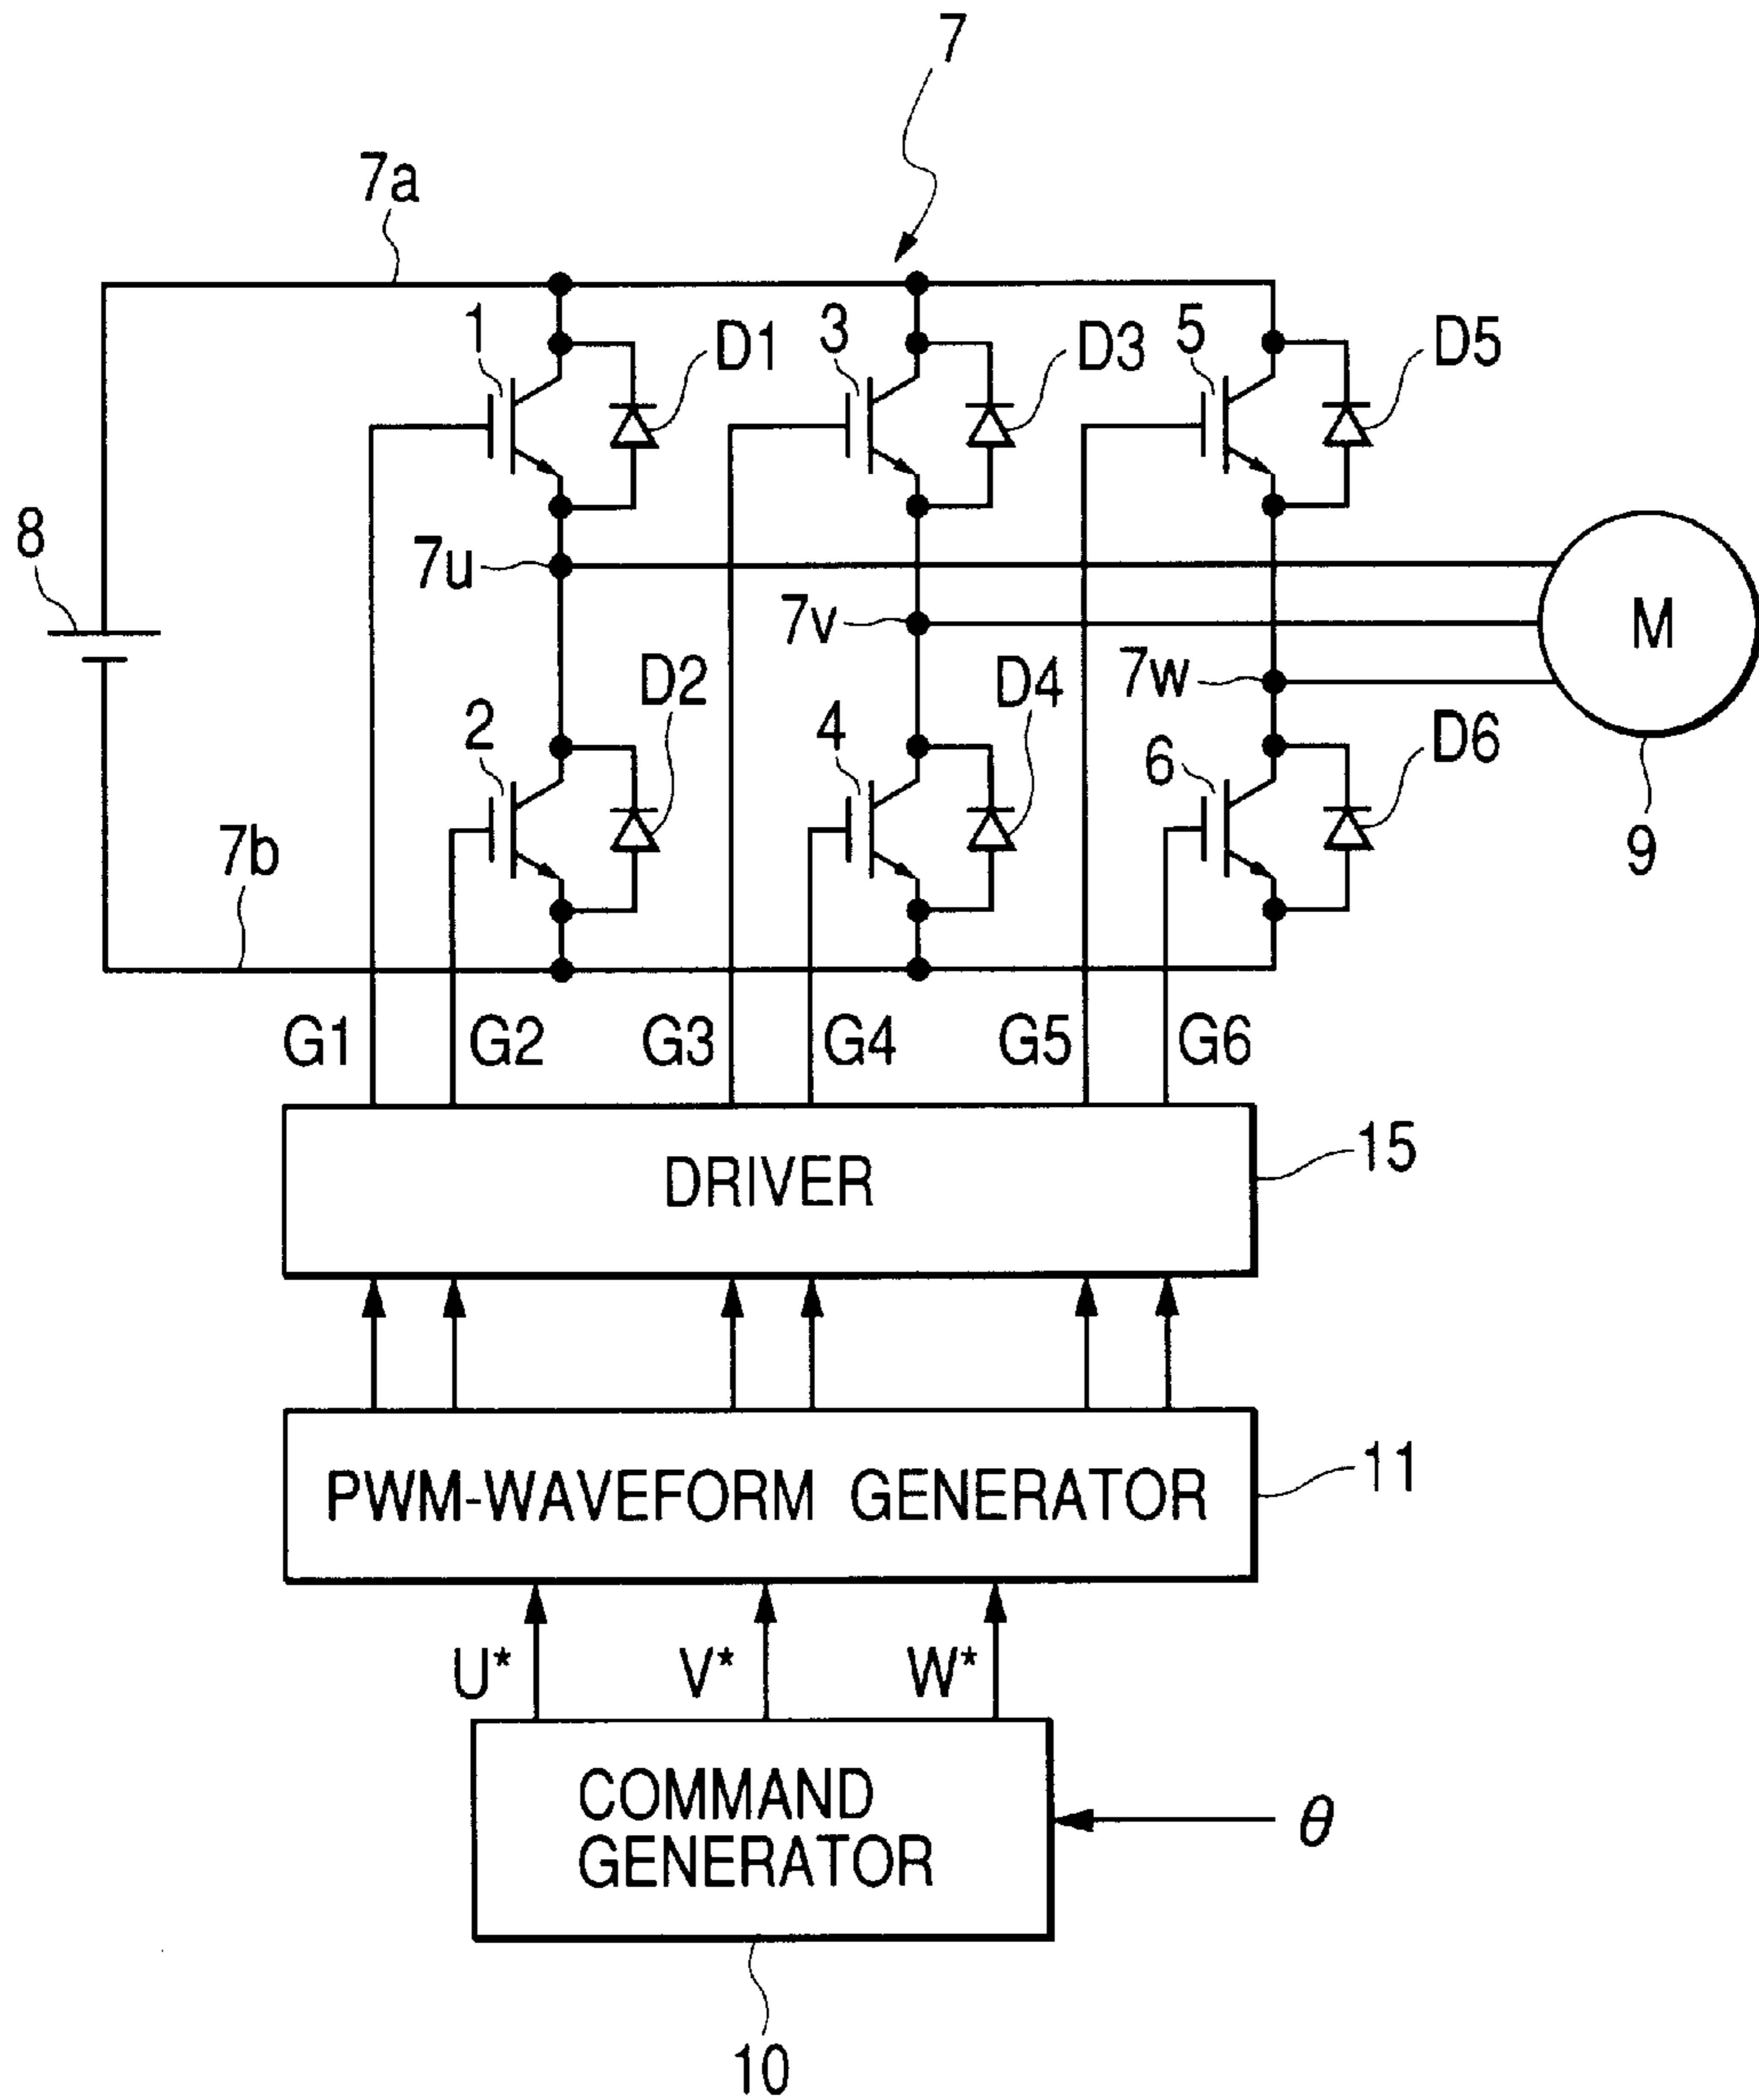 7
7a
1
D1
3
D3
5
D5
8
7u
7v
7w
M
2
D2
4
D4
6
D6
9
7b
G1
G2
G3
G4
G5
G6
DRIVER
15
PWM-WAVEFORM GENERATOR
11
U*
V*
W*
COMMAND
GENERATOR
θ
10